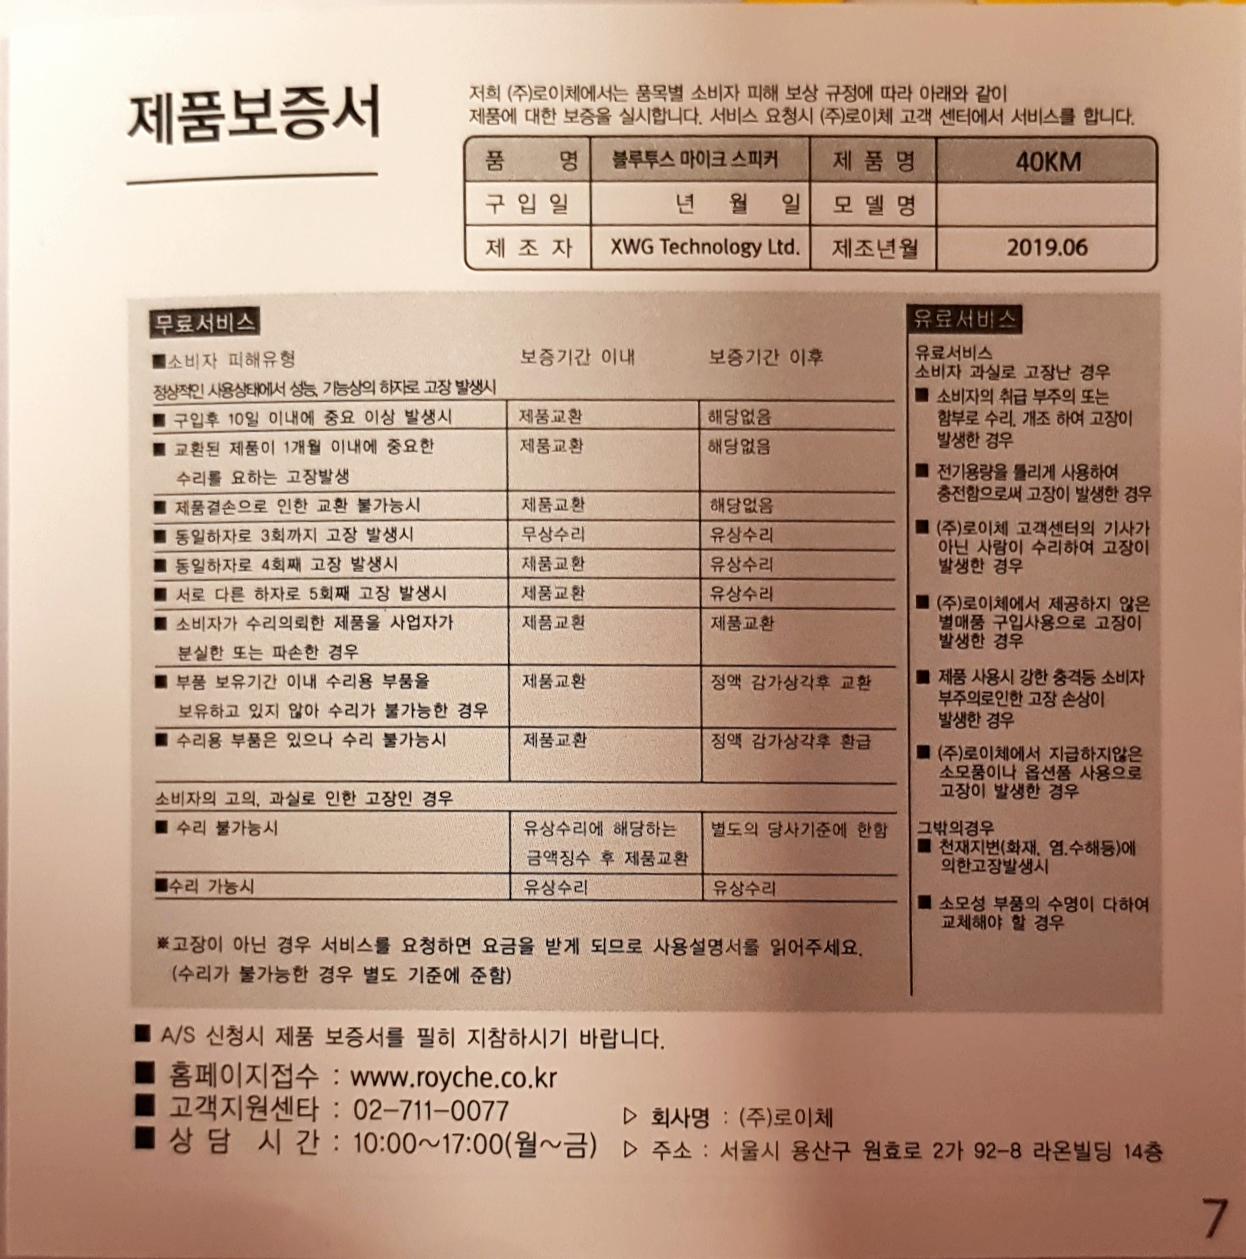 제품보증서
저희 (주)로이체에서는 품목별 소비자 피해 보상 규정에 따라 아래와 같이
제품에 대한 보증을 실시합니다. 서비스 요청시 (주)로이체 고객 센터에서 서비스를 합니다.
품 명 블루투스 마이크 스피커 제 품 명 40KM
구 입 일 년 월 일 모 델 명
제 조 자 XWG Technology Ltd. 제조년월 2019.06
무료서비스
■소비자 피해유형 보증기간 이내 보증기간 이후
정상적인 사용상태에서 성능, 기능상의 하자로 고장 발생시
■ 구입후 10일 이내에 중요 이상 발생시 제품교환 해당없음
■ 교환된 제품이 1개월 이내에 중요한 제품교환 해당없음
수리를 요하는 고장발생
■ 제품결손으로 인한 교환 불가능시 제품교환 해당없음
■ 동일하자로 3회까지 고장 발생시 무상수리 유상수리
■ 동일하자로 4회째 고장 발생시 제품교환 유상수리
■ 서로 다른 하자로 5회째 고장 발생시 제품교환 유상수리
■ 소비자가 수리의뢰한 제품을 사업자가 제품교환 제품교환
분실한 또는 파손한 경우
■ 부품 보유기간 이내 수리용 부품을 제품교환 정액 감가상각후 교환
보유하고 있지 않아 수리가 불가능한 경우
■ 수리용 부품은 있으나 수리 불가능시 제품교환 정액 감가상각후 환급
소비자의 고의, 과실로 인한 고장인 경우
■ 수리 불가능시 유상수리에 해당하는 별도의 당사기준에 한함
금액징수 후 제품교환
■수리 가능시 유상수리 유상수리
※고장이 아닌 경우 서비스를 요청하면 요금을 받게 되므로 사용설명서를 읽어주세요.
(수리가 불가능한 경우 별도 기준에 준함)
유료서비스
유료서비스
소비자 과실로 고장난 경우
■ 소비자의 취급 부주의 또는
함부로 수리, 개조 하여 고장이
발생한 경우
■ 전기용량을 틀리게 사용하여
충전함으로써 고장이 발생한 경우
■ (주)로이체 고객센터의 기사가
아닌 사람이 수리하여 고장이
발생한 경우
■ (주)로이체에서 제공하지 않은
별매품 구입사용으로 고장이
발생한 경우
■ 제품 사용시 강한 충격등 소비자
부주의로인한 고장 손상이
발생한 경우
■ (주)로이체에서 지급하지않은
소모품이나 옵션품 사용으로
고장이 발생한 경우
그밖의경우
■ 천재지변(화재, 염.수해등)에
의한고장발생시
■ 소모성 부품의 수명이 다하여
교체해야 할 경우
■ A/S 신청시 제품 보증서를 필히 지참하시기 바랍니다.
■ 홈페이지접수 : www.royche.co.kr
■ 고객지원센타 : 02-711-0077
■ 상 담 시 간 : 10:00~17:00(월~금)
▷ 회사명 : (주)로이체
▷ 주소 : 서울시 용산구 원효로 2가 92-8 라온빌딩 14층
7